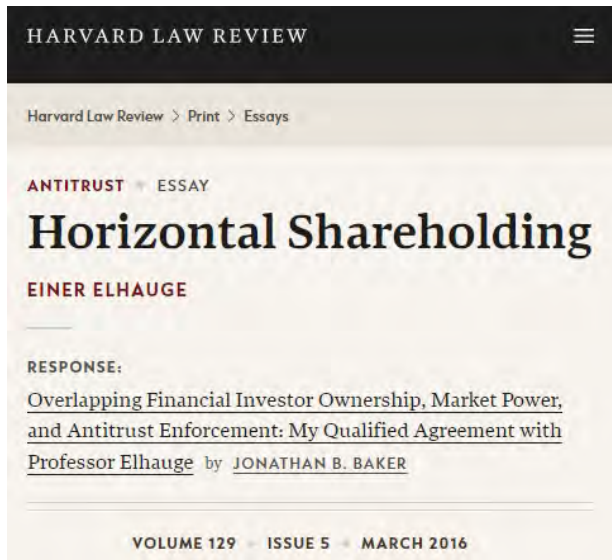 HARVARD LAW REVIEW
Harvard Law Review > Print > Essays
ANTITRUST ESSAY
Horizontal Shareholding
EINER ELHAUGE
RESPONSE:
Overlapping Financial Investor Ownership, Market Power,
and Antitrust Enforcement: My Qualified Agreement with
Professor Elhauge by JONATHAN B. BAKER
VOLUME 129 ISSUE 5 MARCH 2016